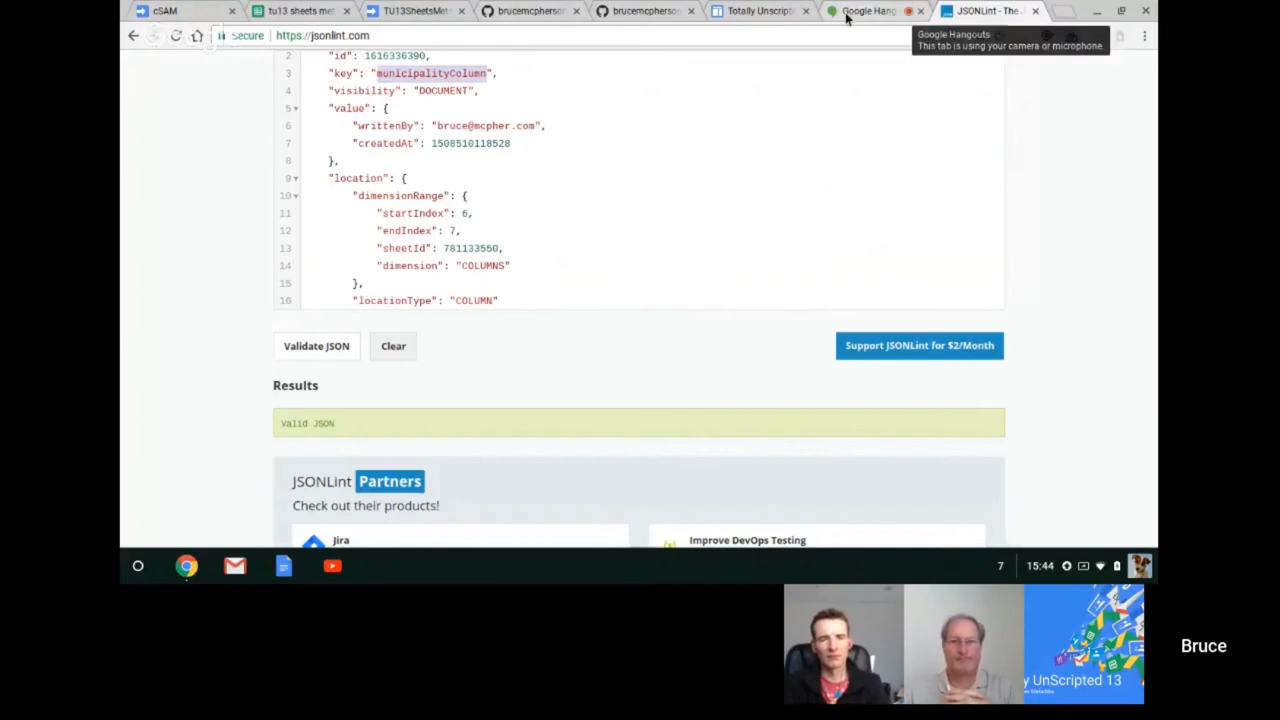 cSAM
tu13 sheets met
TU13SheetsMet
brucemcpherson
brucemcpherson
Totally Unscript
Google Hang
JSONLint - The
Secure
https://jsonlint.com
Google Hangouts
This tab is using your camera or microphone.
2 "id": 1616336390,
3 "key": "municipalityColumn",
4 "visibility": "DOCUMENT",
5 "value": {
6 "writtenBy": "bruce@mcpher.com",
7 "createdAt": 1508510118528
8 },
9 "location": {
10 "dimensionRange": {
11 "startIndex": 6,
12 "endIndex": 7,
13 "sheetId": 781133550,
14 "dimension": "COLUMNS"
15 },
16 "locationType": "COLUMN"
Validate JSON
Clear
Support JSONLint for $2/Month
Results
Valid JSON
JSONLint Partners
Check out their products!
Jira
Improve DevOps Testing
7
15:44
y UnScripted 13
Bruce